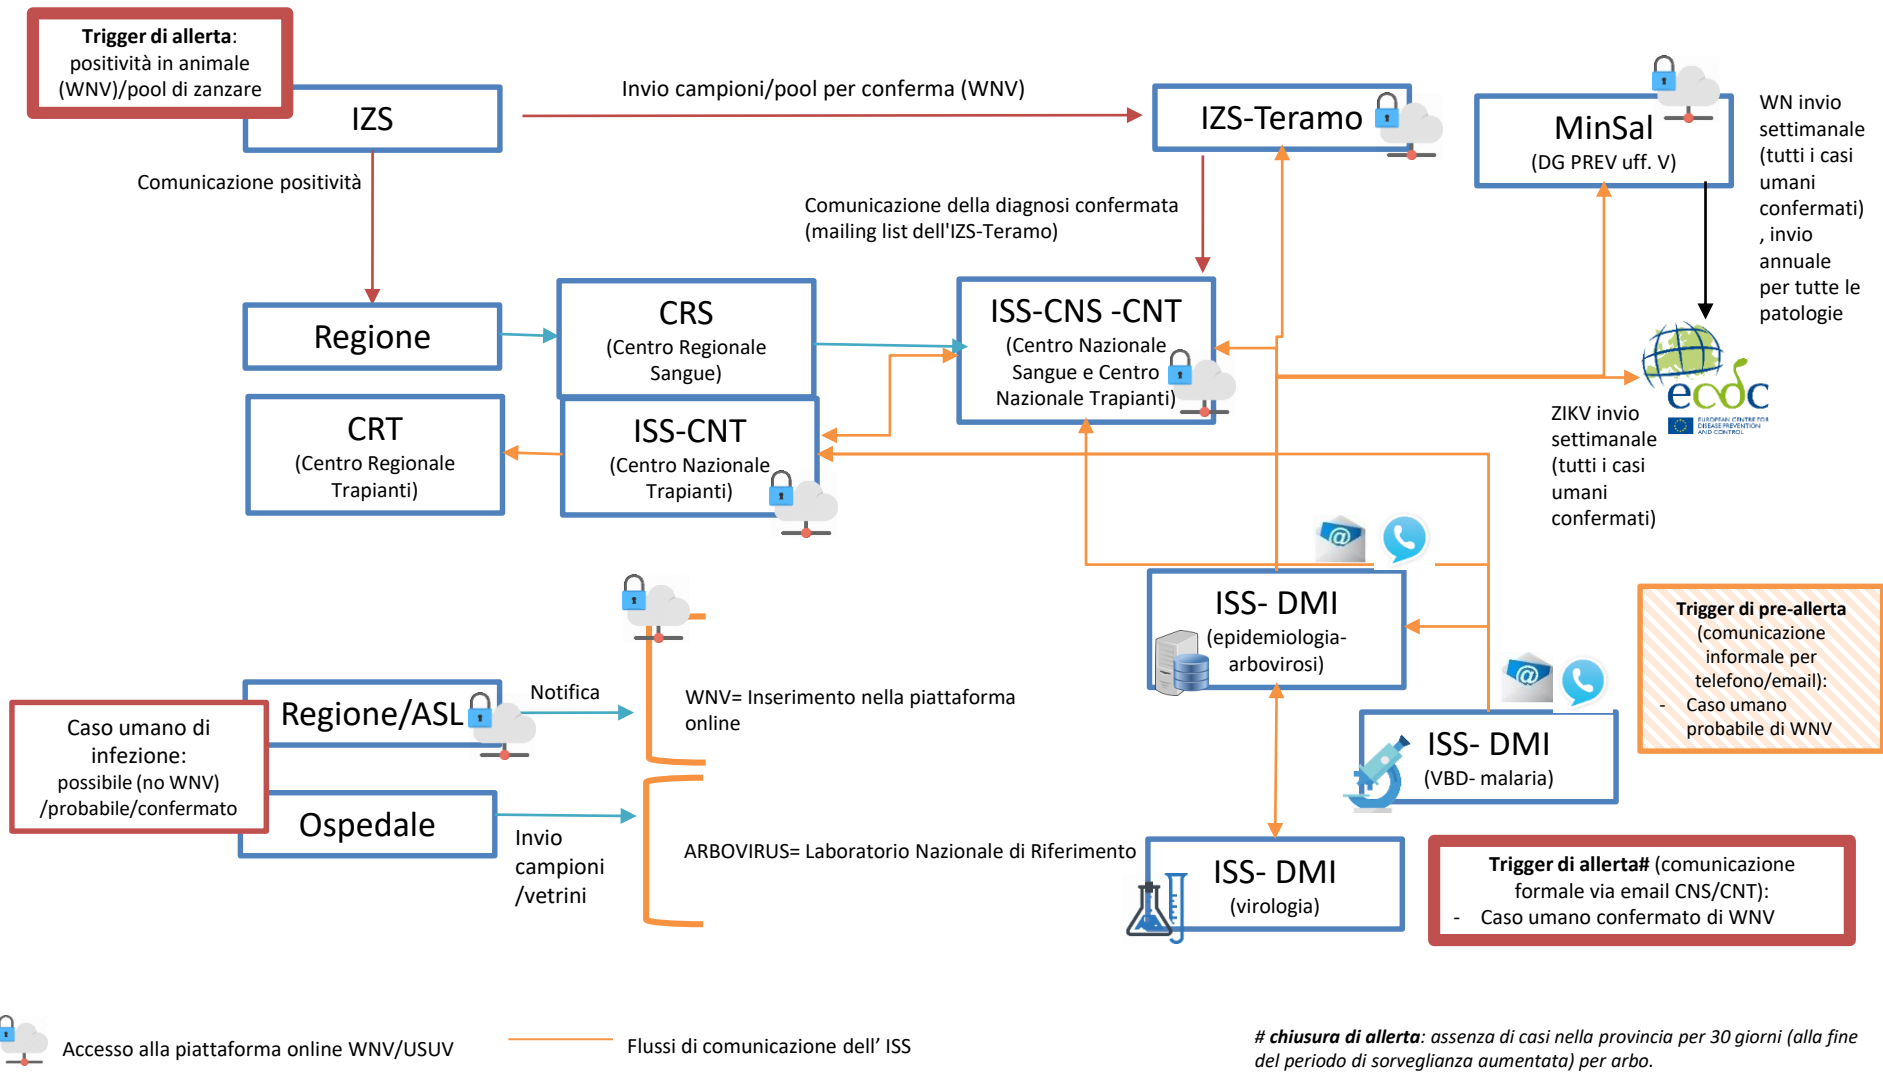 Trigger di allerta:
positività in animale
(WNV)/pool di zanzare
IZS
Invio campioni/pool per conferma (WNV)
IZS-Teramo
MinSal
(DG PREV uff. V)
WN invio
settimanale
(tutti i casi
umani
confermati)
, invio
annuale
per tutte le
patologie
Comunicazione positività
Comunicazione della diagnosi confermata
(mailing list dell'IZS-Teramo)
Regione
CRS
(Centro Regionale
Sangue)
ISS-CNS -CNT
(Centro Nazionale
Sangue e Centro
Nazionale Trapianti)
ecdc
EUROPEAN CENTRE FOR
DISEASE PREVENTION
AND CONTROL
CRT
(Centro Regionale
Trapianti)
ISS-CNT
(Centro Nazionale
Trapianti)
ZIKV invio
settimanale
(tutti i casi
umani
confermati)
@
ISS- DMI
(epidemiologia-
arbovirosi)
Trigger di pre-allerta
(comunicazione
informale per
telefono/email):
- Caso umano
probabile di WNV
@
Regione/ASL
Notifica
WNV= Inserimento nella piattaforma
online
Caso umano di
infezione:
possibile (no WNV)
/probabile/confermato
ISS- DMI
(VBD- malaria)
Ospedale
Invio
campioni
/vetrini
ARBOVIRUS= Laboratorio Nazionale di Riferimento
ISS- DMI
(virologia)
Trigger di allerta# (comunicazione
formale via email CNS/CNT):
- Caso umano confermato di WNV
Accesso alla piattaforma online WNV/USUV
Flussi di comunicazione dell' ISS
# chiusura di allerta: assenza di casi nella provincia per 30 giorni (alla fine
del periodo di sorveglianza aumentata) per arbo.